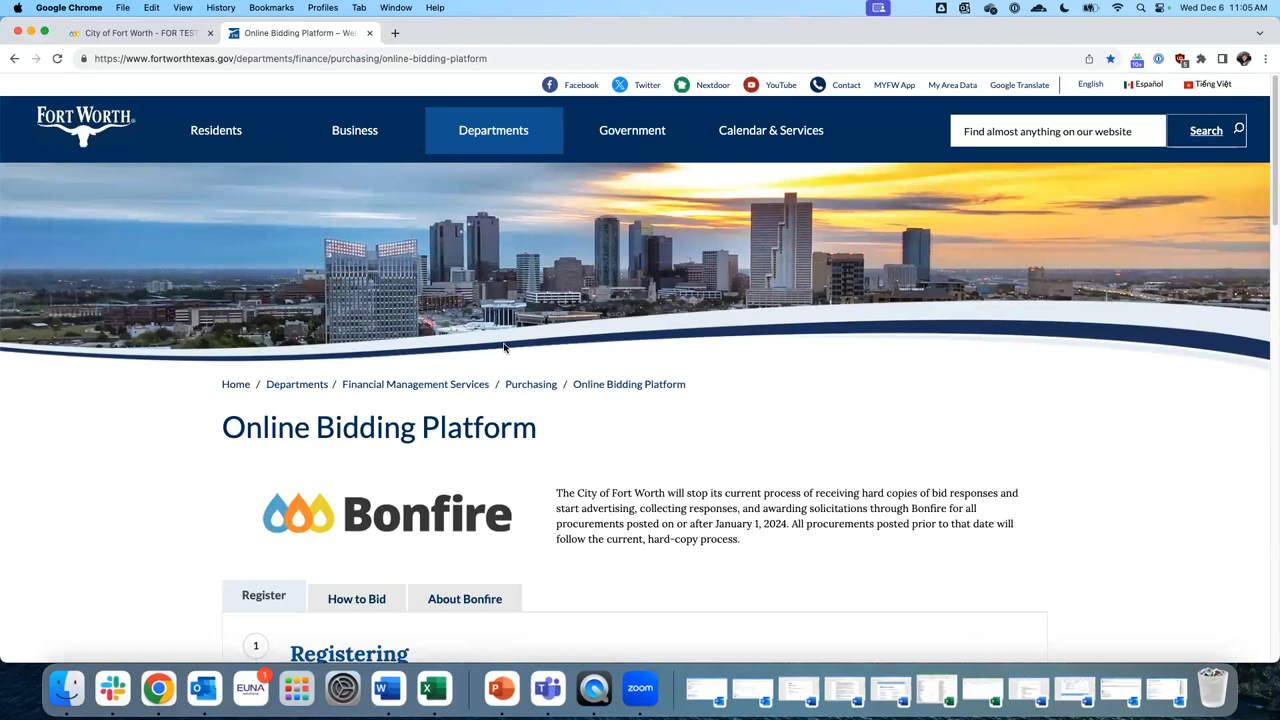 Google Chrome File Edit View History Bookmarks Profiles Tab Window Help Wed Dec 6 11:05 AM
City of Fort Worth - FOR TEST Online Bidding Platform – Wel
https://www.fortworthtexas.gov/departments/finance/purchasing/online-bidding-platform
Facebook Twitter Nextdoor YouTube Contact MYFW App My Area Data Google Translate English Español Tiếng Việt
FORT WORTH® Residents Business Departments Government Calendar & Services Find almost anything on our website Search
Home / Departments / Financial Management Services / Purchasing / Online Bidding Platform
Online Bidding Platform
Bonfire
The City of Fort Worth will stop its current process of receiving hard copies of bid responses and
start advertising, collecting responses, and awarding solicitations through Bonfire for all
procurements posted on or after January 1, 2024. All procurements posted prior to that date will
follow the current, hard-copy process.
Register How to Bid About Bonfire
1 Registering
EUNA 1 zoom